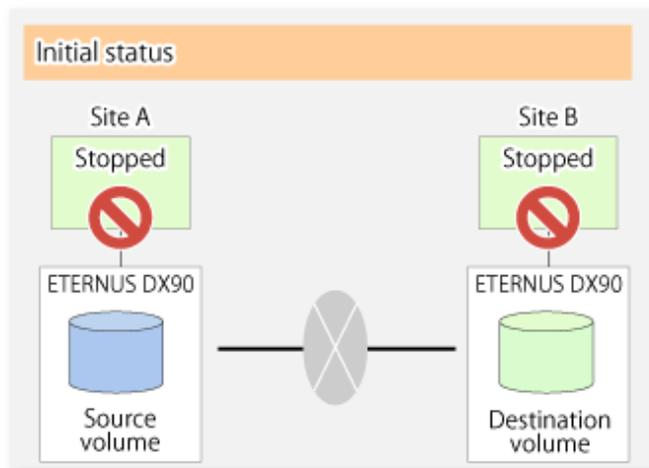 Initial status
Site A
Site B
Stopped
Stopped
ETERNUS DX90
ETERNUS DX90
Source
volume
Destination
volume